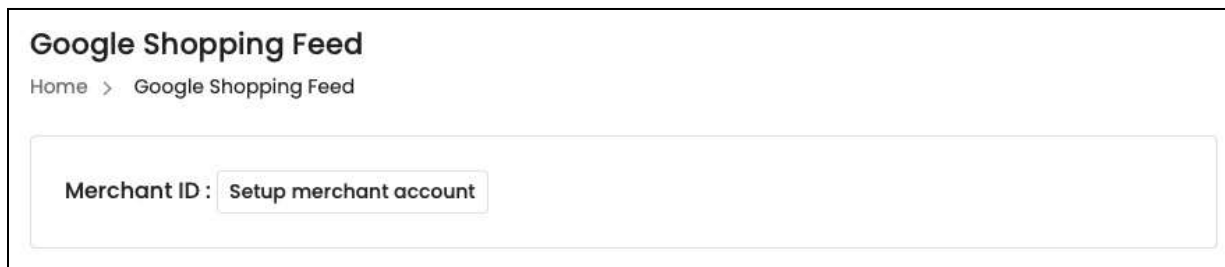 Google Shopping Feed
Home > Google Shopping Feed
Merchant ID : Setup merchant account